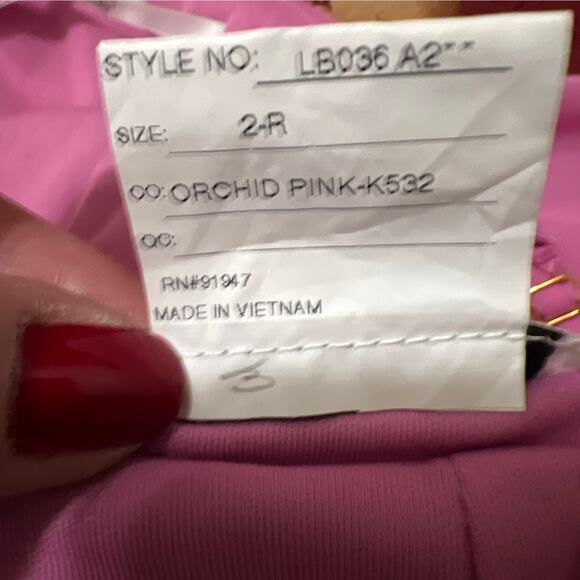 STYLE NO: LB036 A2**
SIZE: 2-R
CO: ORCHID PINK-K532
QC:
RN#91947
MADE IN VIETNAM